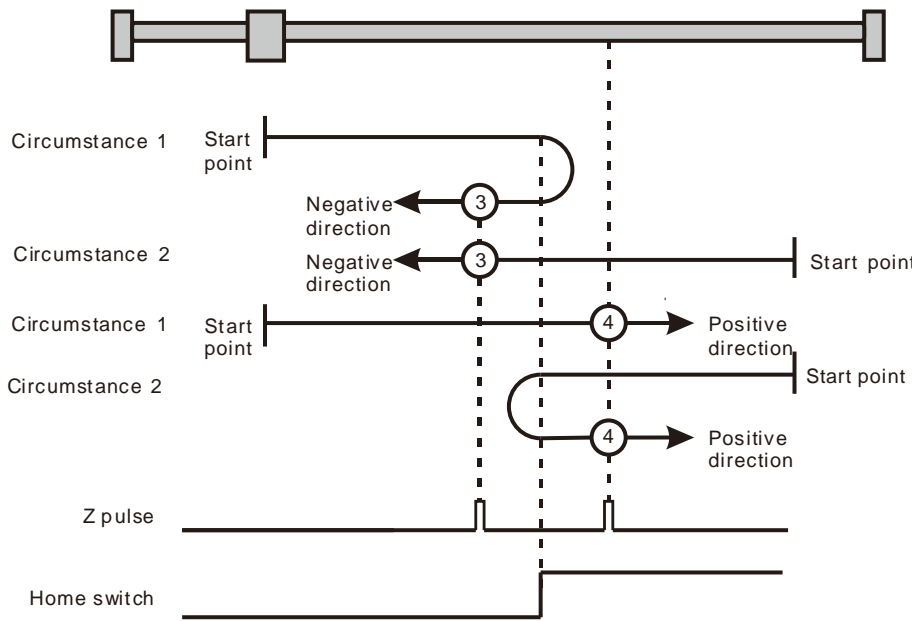 Circumstance 1
Start
point
3
Negative
direction
Circumstance 2
3
Negative
direction
Start point
Circumstance 1
Start
point
4
Positive
direction
Circumstance 2
Start point
4
Positive
direction
Z pulse
Home switch